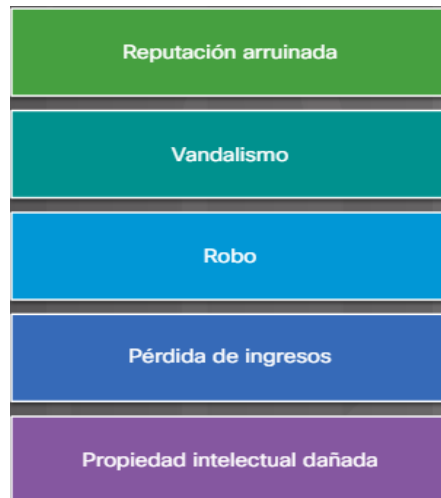 Reputación arruinada
Vandalismo
Robo
Pérdida de ingresos
Propiedad intelectual dañada